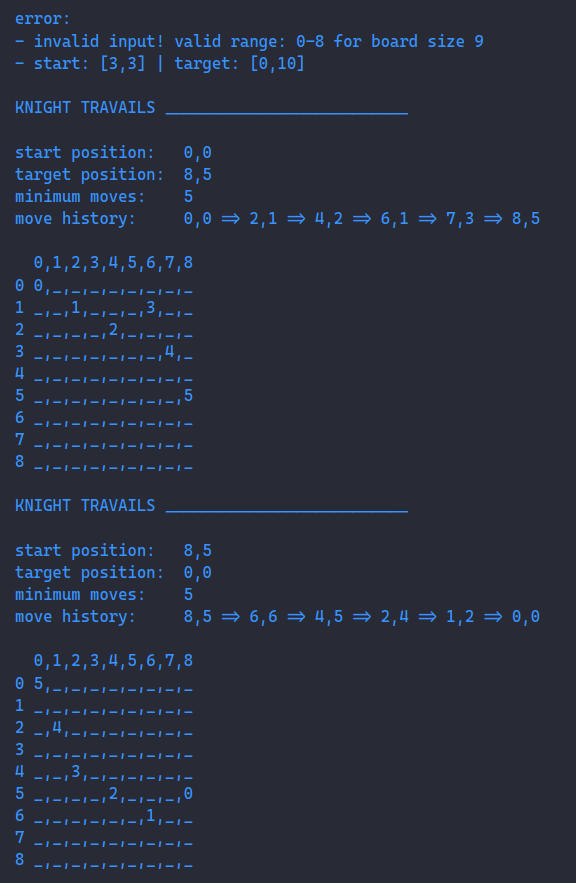 error:
- invalid input! valid range: 0-8 for board size 9
- start: [3,3] | target: [0,10]
KNIGHT TRAVAILS __________________________
start position:   0,0
target position:  8,5
minimum moves:    5
move history:     0,0 => 2,1 => 4,2 => 6,1 => 7,3 => 8,5
  0,1,2,3,4,5,6,7,8
0 0,_,_,_,_,_,_,_,_
1 _,_,1,_,_,_,3,_,_
2 _,_,_,_,2,_,_,_,_
3 _,_,_,_,_,_,_,4,_
4 _,_,_,_,_,_,_,_,_
5 _,_,_,_,_,_,_,_,5
6 _,_,_,_,_,_,_,_,_
7 _,_,_,_,_,_,_,_,_
8 _,_,_,_,_,_,_,_,_
KNIGHT TRAVAILS __________________________
start position:   8,5
target position:  0,0
minimum moves:    5
move history:     8,5 => 6,6 => 4,5 => 2,4 => 1,2 => 0,0
  0,1,2,3,4,5,6,7,8
0 5,_,_,_,_,_,_,_,_
1 _,_,_,_,_,_,_,_,_
2 _,4,_,_,_,_,_,_,_
3 _,_,_,_,_,_,_,_,_
4 _,_,3,_,_,_,_,_,_
5 _,_,_,_,2,_,_,_,0
6 _,_,_,_,_,_,1,_,_
7 _,_,_,_,_,_,_,_,_
8 _,_,_,_,_,_,_,_,_